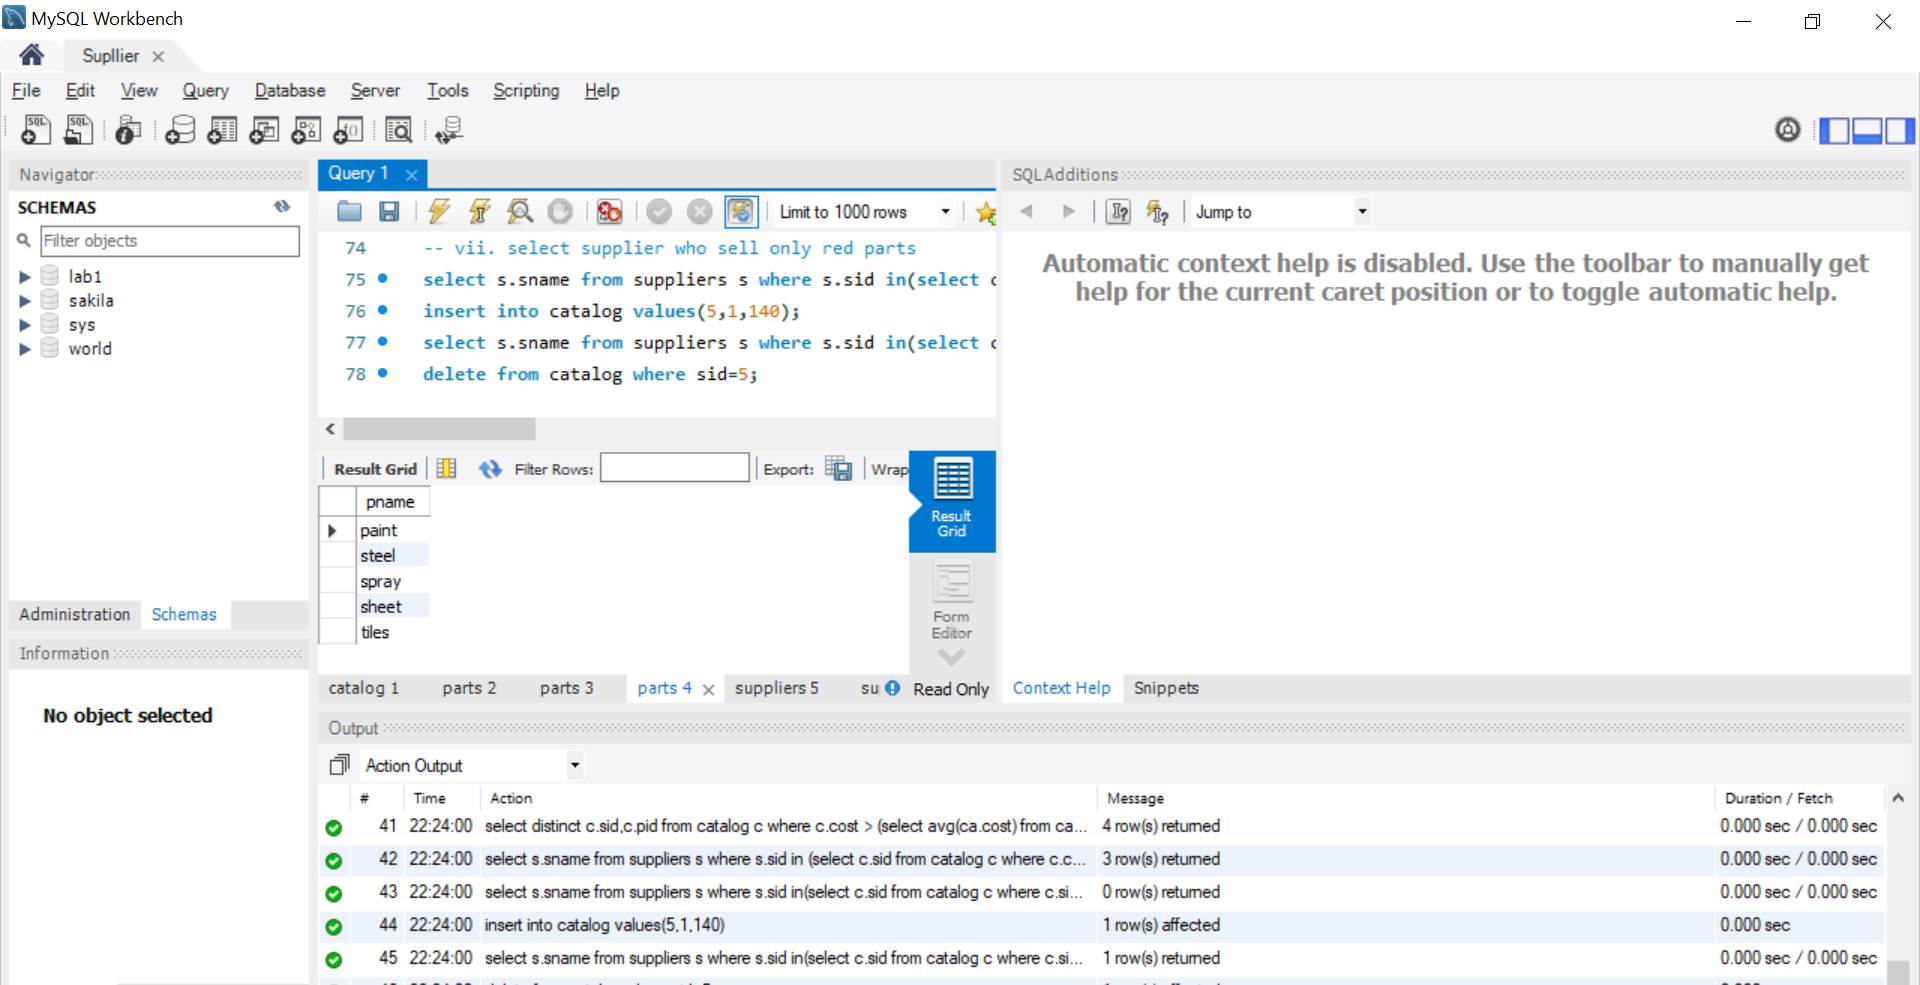 MySQL Workbench
Supllier
File Edit View Query Database Server Tools Scripting Help
Navigator
SCHEMAS
Filter objects
lab1
sakila
sys
world
Administration Schemas
Information
No object selected
Query 1
Limit to 1000 rows
74 -- vii. select supplier who sell only red parts
75 select s.sname from suppliers s where s.sid in(select c
76 insert into catalog values(5,1,140);
77 select s.sname from suppliers s where s.sid in(select c
78 delete from catalog where sid=5;
Result Grid Filter Rows: Export: Wrap
pname
paint
steel
spray
sheet
tiles
Result
Grid
Form
Editor
catalog 1 parts 2 parts 3 parts 4 suppliers 5 su Read Only
SQLAdditions
Jump to
Automatic context help is disabled. Use the toolbar to manually get
help for the current caret position or to toggle automatic help.
Context Help Snippets
Output
Action Output
# Time Action Message Duration / Fetch
41 22:24:00 select distinct c.sid,c.pid from catalog c where c.cost > (select avg(ca.cost) from ca... 4 row(s) returned 0.000 sec / 0.000 sec
42 22:24:00 select s.sname from suppliers s where s.sid in (select c.sid from catalog c where c.c... 3 row(s) returned 0.000 sec / 0.000 sec
43 22:24:00 select s.sname from suppliers s where s.sid in(select c.sid from catalog c where c.si... 0 row(s) returned 0.000 sec / 0.000 sec
44 22:24:00 insert into catalog values(5,1,140) 1 row(s) affected 0.000 sec
45 22:24:00 select s.sname from suppliers s where s.sid in(select c.sid from catalog c where c.si... 1 row(s) returned 0.000 sec / 0.000 sec